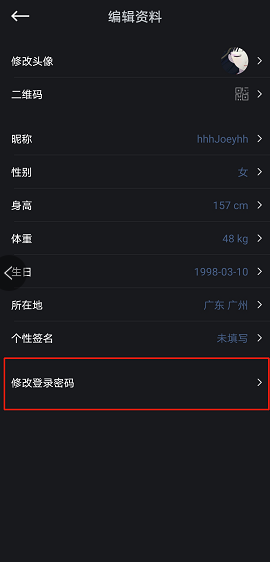 编辑资料
修改头像
二维码
昵称 hhhJoeyhh
性别 女
身高 157 cm
体重 48 kg
生日 1998-03-10
所在地 广东 广州
个性签名 未填写
修改登录密码